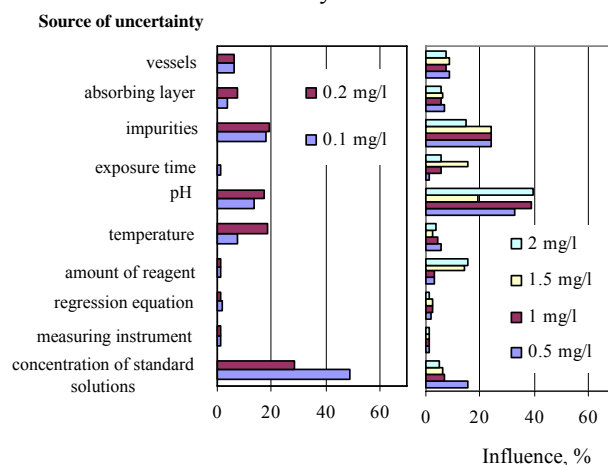 Source of uncertainty
vessels
absorbing layer
impurities
exposure time
pH
temperature
amount of reagent
regression equation
measuring instrument
concentration of standard
solutions
0.2 mg/l
0.1 mg/l
0 20 40 60
2 mg/l
1.5 mg/l
1 mg/l
0.5 mg/l
0 20 40 60
Influence, %